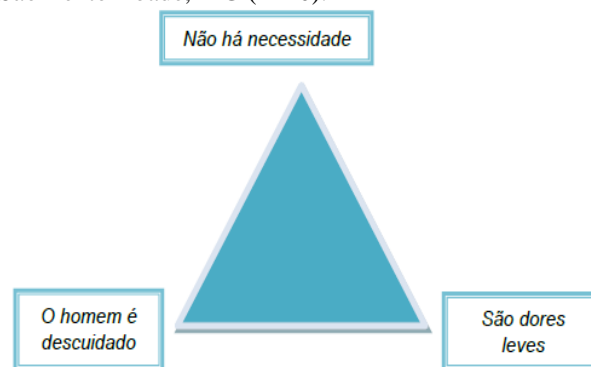 Não há necessidade
O homem é
descuidado
São dores
leves